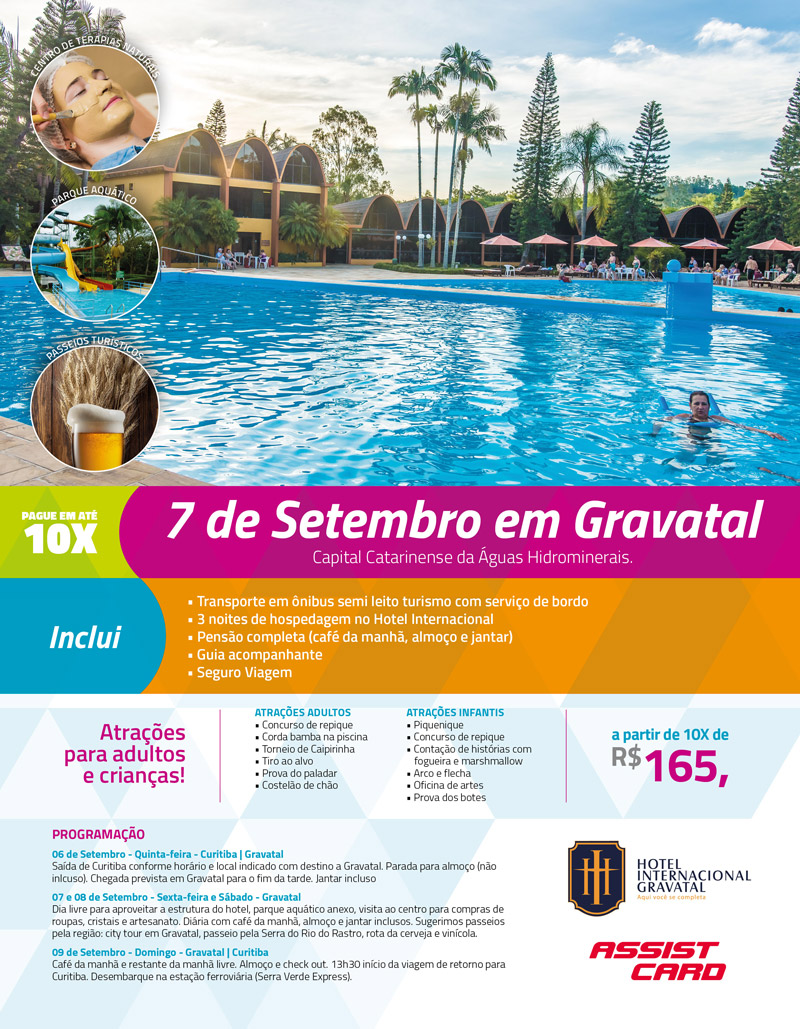 CENTRO DE TERAPIAS NATURAIS
PARQUE AQUÁTICO
PASSEIOS TURÍSTICOS
PAGUE EM ATÉ
10X
7 de Setembro em Gravatal
Capital Catarinense da Águas Hidrominerais.
Inclui
• Transporte em ônibus semi leito turismo com serviço de bordo
• 3 noites de hospedagem no Hotel Internacional
• Pensão completa (café da manhã, almoço e jantar)
• Guia acompanhante
• Seguro Viagem
Atrações
para adultos
e crianças!
ATRAÇÕES ADULTOS
• Concurso de repique
• Corda bamba na piscina
• Torneio de Caipirinha
• Tiro ao alvo
• Prova do paladar
• Costelão de chão
ATRAÇÕES INFANTIS
• Piquenique
• Concurso de repique
• Contação de histórias com
fogueira e marshmallow
• Arco e flecha
• Oficina de artes
• Prova dos botes
a partir de 10X de
R$165,
PROGRAMAÇÃO
06 de Setembro - Quinta-feira - Curitiba | Gravatal
Saída de Curitiba conforme horário e local indicado com destino a Gravatal. Parada para almoço (não
inlcuso). Chegada prevista em Gravatal para o fim da tarde. Jantar incluso
07 e 08 de Setembro - Sexta-feira e Sábado - Gravatal
Dia livre para aproveitar a estrutura do hotel, parque aquático anexo, visita ao centro para compras de
roupas, cristais e artesanato. Diária com café da manhã, almoço e jantar inclusos. Sugerimos passeios
pela região: city tour em Gravatal, passeio pela Serra do Rio do Rastro, rota da cerveja e vinícola.
09 de Setembro - Domingo - Gravatal | Curitiba
Café da manhã e restante da manhã livre. Almoço e check out. 13h30 início da viagem de retorno para
Curitiba. Desembarque na estação ferroviária (Serra Verde Express).
HOTEL
INTERNACIONAL
GRAVATAL
Aqui você se completa
ASSIST
CARD